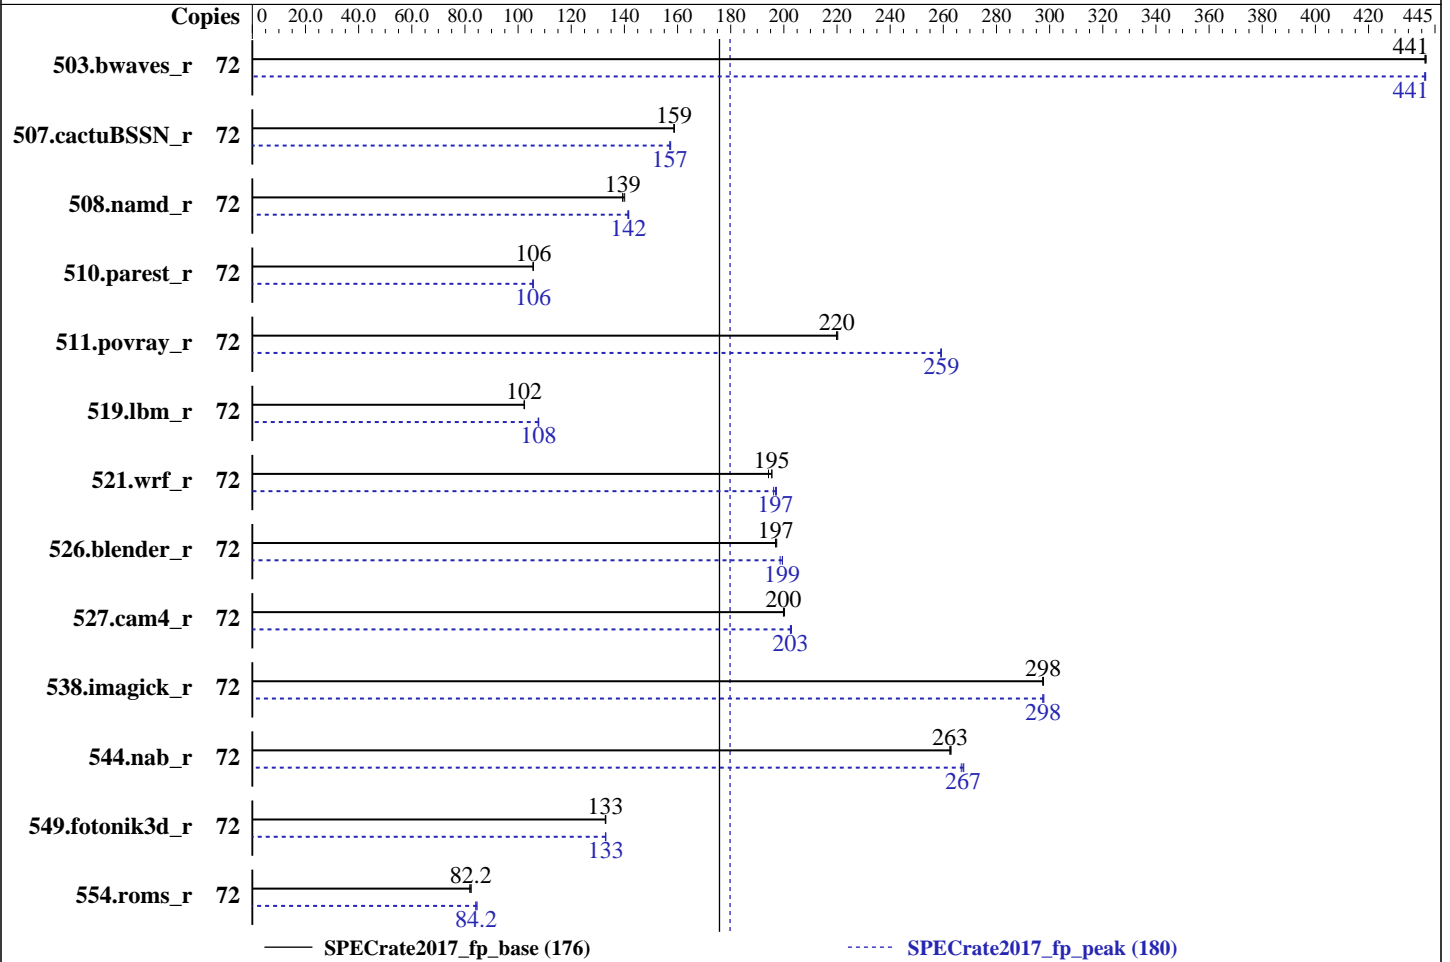 Copies 0 20.0 40.0 60.0 80.0 100 120 140 160 180 200 220 240 260 280 300 320 340 360 380 400 420 445
441
503.bwaves_r 72
441
159
507.cactuBSSN_r 72
157
139
508.namd_r 72
142
106
510.parest_r 72
106
220
511.povray_r 72
259
102
519.lbm_r 72
108
195
521.wrf_r 72
197
197
526.blender_r 72
199
200
527.cam4_r 72
203
298
538.imagick_r 72
298
263
544.nab_r 72
267
133
549.fotonik3d_r 72
133
82.2
554.roms_r 72
84.2
SPECrate2017_fp_base (176) SPECrate2017_fp_peak (180)